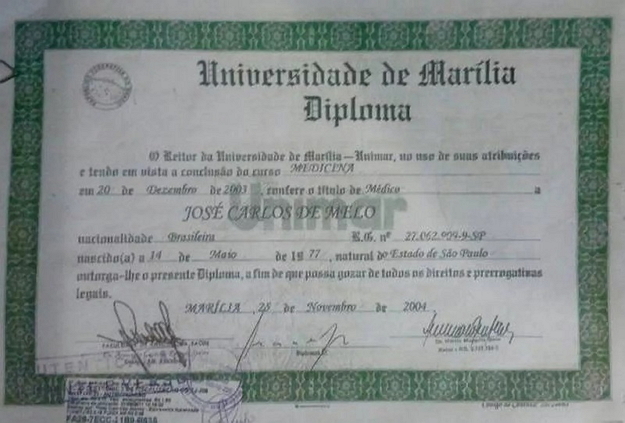 Universidade de Marília
Diploma
O Reitor da Universidade de Marília – Unimar, no uso de suas atribuições
e tendo em vista a conclusão do curso MEDICINA
em 20 de Dezembro de 2003, confere o título de Médico a
JOSÉ CARLOS DE MELO
Unimar
nacionalidade Brasileira R.G. nº 27.062.909-9-SP
nascido(a) a 14 de Maio de 1977, natural do Estado de São Paulo
outorga-lhe o presente Diploma, a fim de que possa gozar de todos os direitos e prerrogativas
legais.
MARÍLIA, 28 de Novembro de 2004.